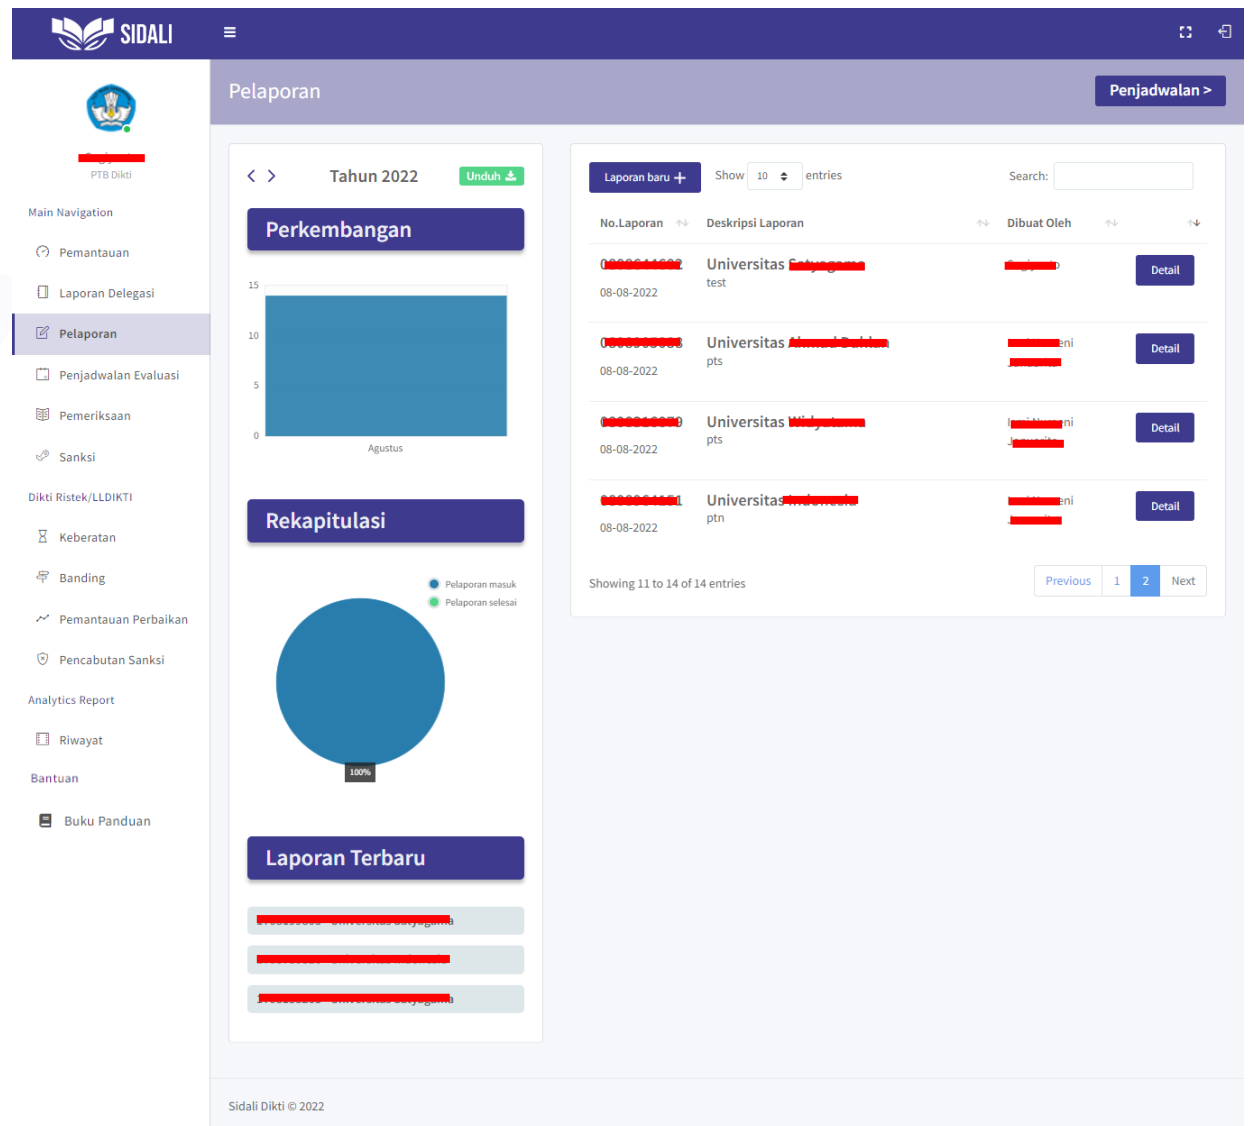 SIDALI
Pelaporan
Penjadwalan >
PTB Dikti
Main Navigation
Pemantauan
Laporan Delegasi
Pelaporan
Penjadwalan Evaluasi
Pemeriksaan
Sanksi
Dikti Ristek/LLDIKTI
Keberatan
Banding
Pemantauan Perbaikan
Pencabutan Sanksi
Analytics Report
Riwayat
Bantuan
Buku Panduan
Tahun 2022
Unduh
Perkembangan
15
10
5
0
Agustus
Rekapitulasi
Pelaporan masuk
Pelaporan selesai
100%
Laporan Terbaru
Laporan baru +
Show 10 entries
Search:
No.Laporan Deskripsi Laporan Dibuat Oleh
Universitas
test
08-08-2022
Detail
Universitas
pts
08-08-2022
Detail
Universitas
pts
08-08-2022
Detail
Universitas
ptn
08-08-2022
Detail
Showing 11 to 14 of 14 entries
Previous 1 2 Next
Sidali Dikti © 2022